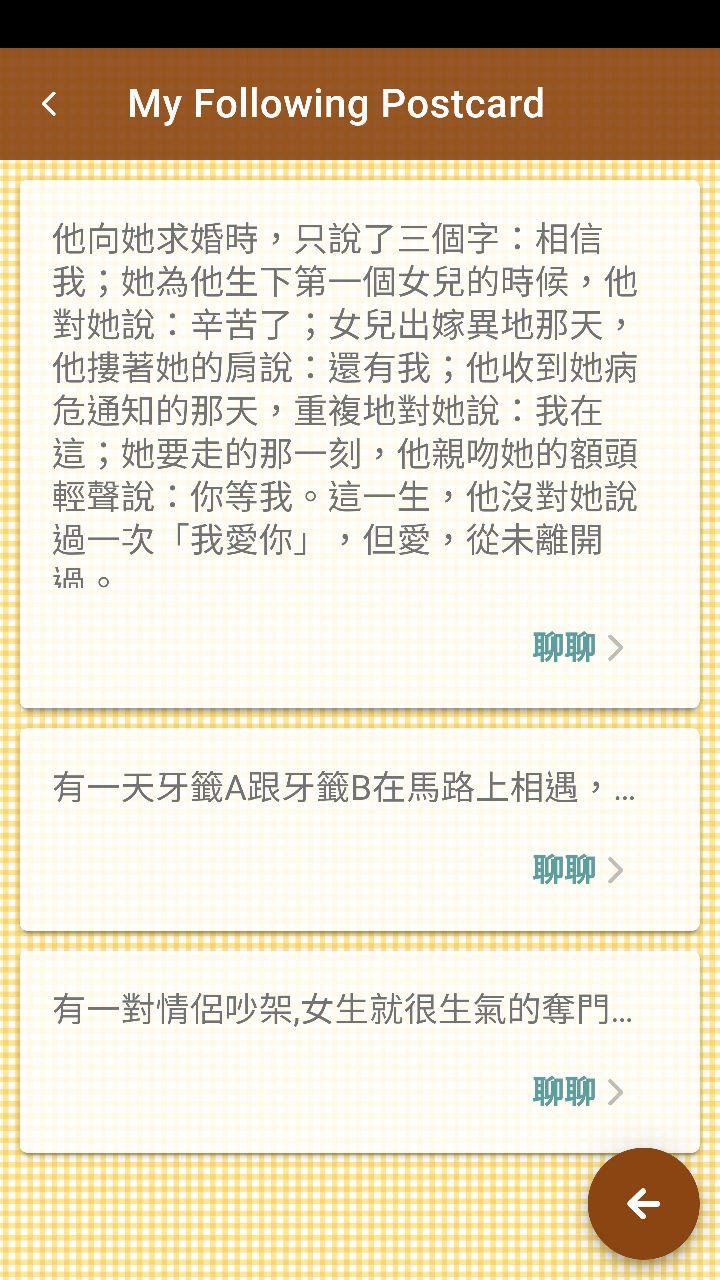 My Following Postcard
他向她求婚時，只說了三個字：相信
我；她為他生下第一個女兒的時候，他
對她說：辛苦了；女兒出嫁異地那天，
他摟著她的肩說：還有我；他收到她病
危通知的那天，重複地對她說：我在
這；她要走的那一刻，他親吻她的額頭
輕聲說：你等我。這一生，他沒對她說
過一次「我愛你」，但愛，從未離開
過。
聊聊
有一天牙籤A跟牙籤B在馬路上相遇，...
聊聊
有一對情侶吵架,女生就很生氣的奪門...
聊聊